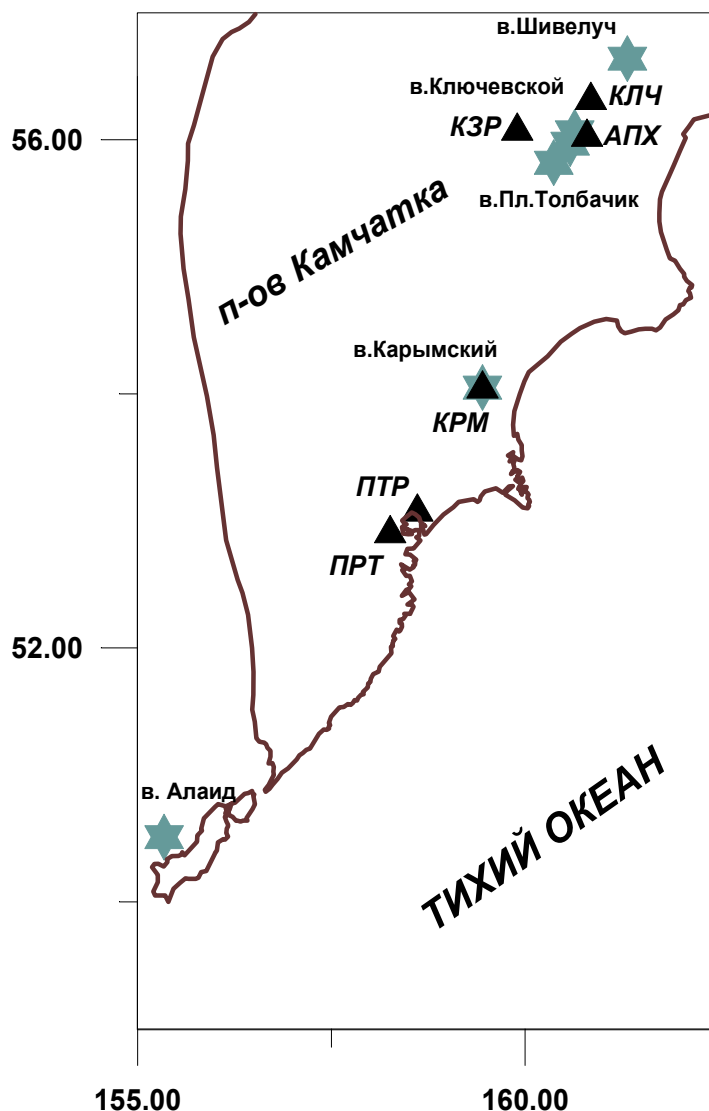 в.Шивелуч
в.Ключевской
КЛЧ
КЗР
АПХ
56.00
в.Пл.Толбачик
п-ов Камчатка
в.Карымский
КРМ
ПТР
ПРТ
52.00
в. Алаид
ТИХИЙ ОКЕАН
155.00
160.00